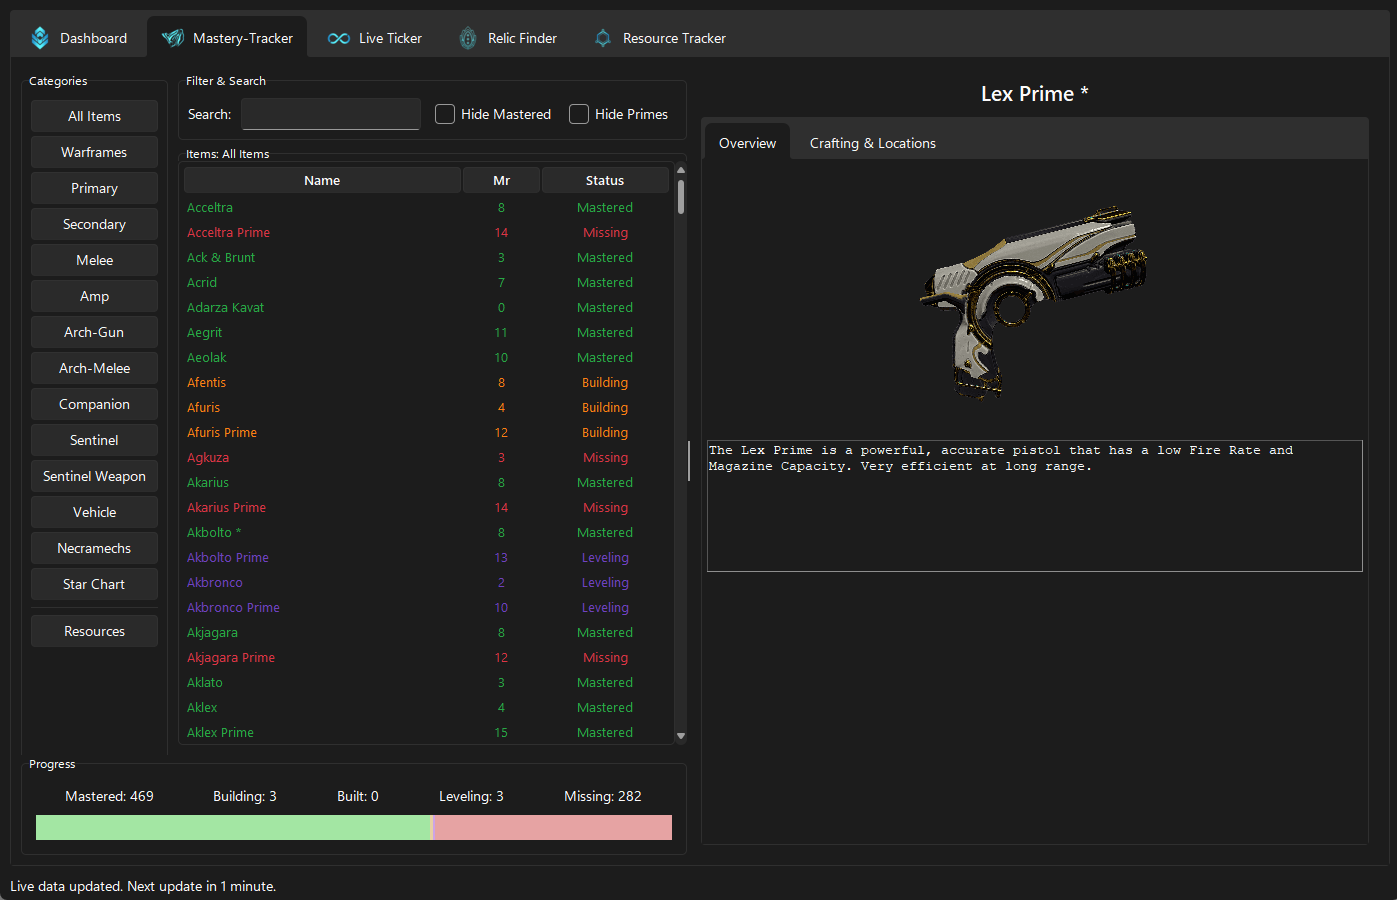 Dashboard
Mastery-Tracker
Live Ticker
Relic Finder
Resource Tracker
Categories
All Items
Warframes
Primary
Secondary
Melee
Amp
Arch-Gun
Arch-Melee
Companion
Sentinel
Sentinel Weapon
Vehicle
Necramechs
Star Chart
Resources
Filter & Search
Search:
Hide Mastered
Hide Primes
Items: All Items
Name Mr Status
Acceltra 8 Mastered
Acceltra Prime 14 Missing
Ack & Brunt 3 Mastered
Acrid 7 Mastered
Adarza Kavat 0 Mastered
Aegrit 11 Mastered
Aeolak 10 Mastered
Afentis 8 Building
Afuris 4 Building
Afuris Prime 12 Building
Agkuza 3 Missing
Akarius 8 Mastered
Akarius Prime 14 Missing
Akbolto * 8 Mastered
Akbolto Prime 13 Leveling
Akbronco 2 Leveling
Akbronco Prime 10 Leveling
Akjagara 8 Mastered
Akjagara Prime 12 Missing
Aklato 3 Mastered
Aklex 4 Mastered
Aklex Prime 15 Mastered
Progress
Mastered: 469 Building: 3 Built: 0 Leveling: 3 Missing: 282
Lex Prime *
Overview
Crafting & Locations
The Lex Prime is a powerful, accurate pistol that has a low Fire Rate and
Magazine Capacity. Very efficient at long range.
Live data updated. Next update in 1 minute.